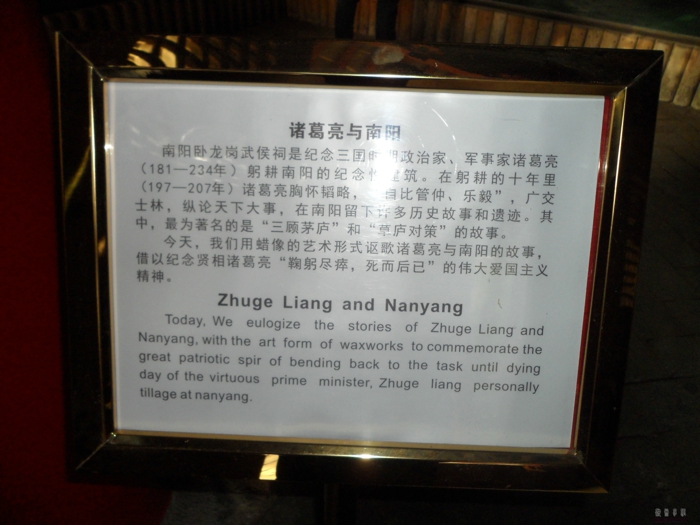 诸葛亮与南阳
南阳卧龙岗武侯祠是纪念三国时期政治家、军事家诸葛亮
（181—234年）躬耕南阳的纪念性建筑。在躬耕的十年里
（197—207年）诸葛亮胸怀韬略，“自比管仲、乐毅”，广交
士林，纵论天下大事，在南阳留下许多历史故事和遗迹。其
中，最为著名的是“三顾茅庐”和“草庐对策”的故事。
今天，我们用蜡像的艺术形式讴歌诸葛亮与南阳的故事，
借以纪念贤相诸葛亮“鞠躬尽瘁，死而后已”的伟大爱国主义
精神。
Zhuge Liang and Nanyang
Today, We eulogize the stories of Zhuge Liang and
Nanyang, with the art form of waxworks to commemorate the
great patriotic spir of bending back to the task until dying
day of the virtuous prime minister, Zhuge liang personally
tillage at nanyang.